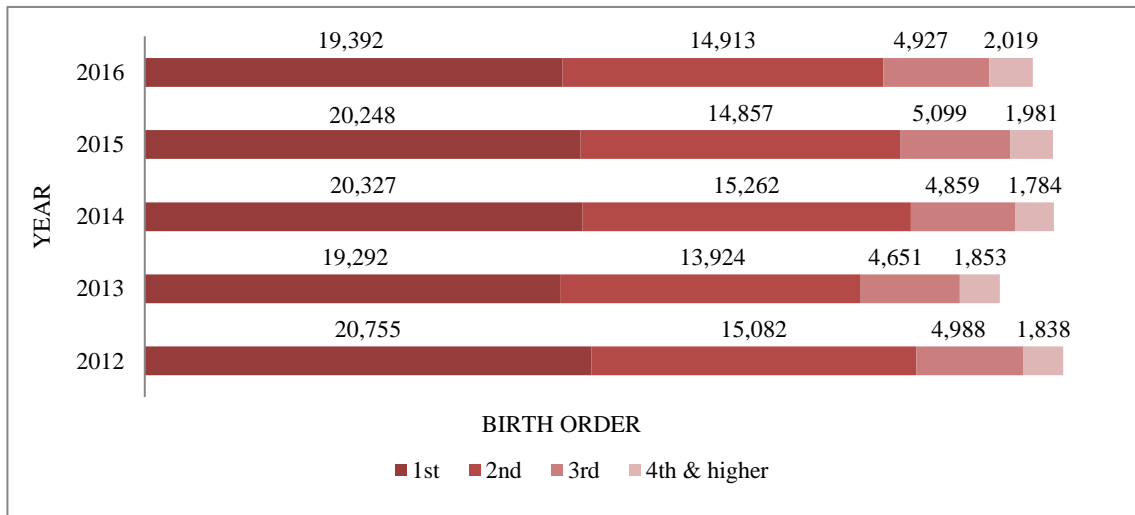 19,392 14,913 4,927 2,019
2016
20,248 14,857 5,099 1,981
2015
20,327 15,262 4,859 1,784
2014
19,292 13,924 4,651 1,853
2013
20,755 15,082 4,988 1,838
2012
YEAR
BIRTH ORDER
1st 2nd 3rd 4th & higher